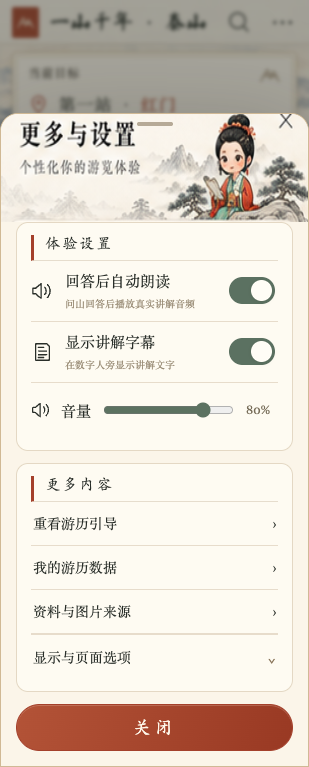 一山十年 · 泰山
当前目标
第一站 · 红门
更多与设置
个性化你的游览体验
体验设置
回答后自动朗读
问山回答后播放真实讲解音频
显示讲解字幕
在数字人旁显示讲解文字
音量 80%
更多内容
重看游历引导 ›
我的游历数据 ›
资料与图片来源 ›
显示与页面选项
关闭